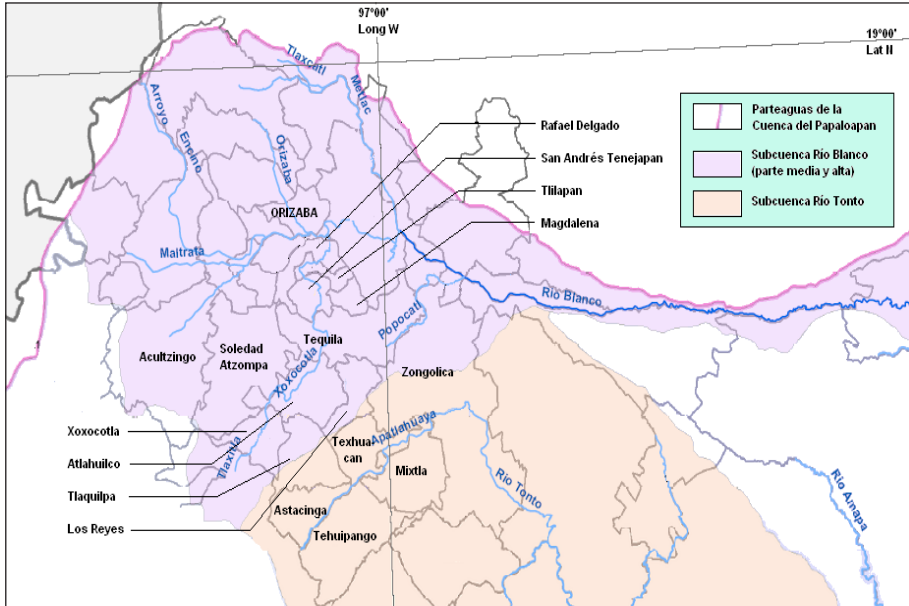 97°00'
Long W
19°00'
Lat II
Parteaguas de la
Cuenca del Papaloapan
Subcuenca Río Blanco
(parte media y alta)
Subcuenca Río Tonto
Tlaxcatl
Metlac
Arroyo
Encino
Orizaba
ORIZABA
Rafael Delgado
San Andrés Tenejapan
Tlilapan
Magdalena
Maltrata
Río Blanco
Popocatl
Tequila
Acultzingo
Soledad
Atzompa
Xoxocotla
Zongolica
Xoxocotla
Atlahuilco
Tlaquilpa
Los Reyes
Texhua
can
Apatlahuaya
Mixtla
Río Tonto
Río Amapa
Astacinga
Tehuipango